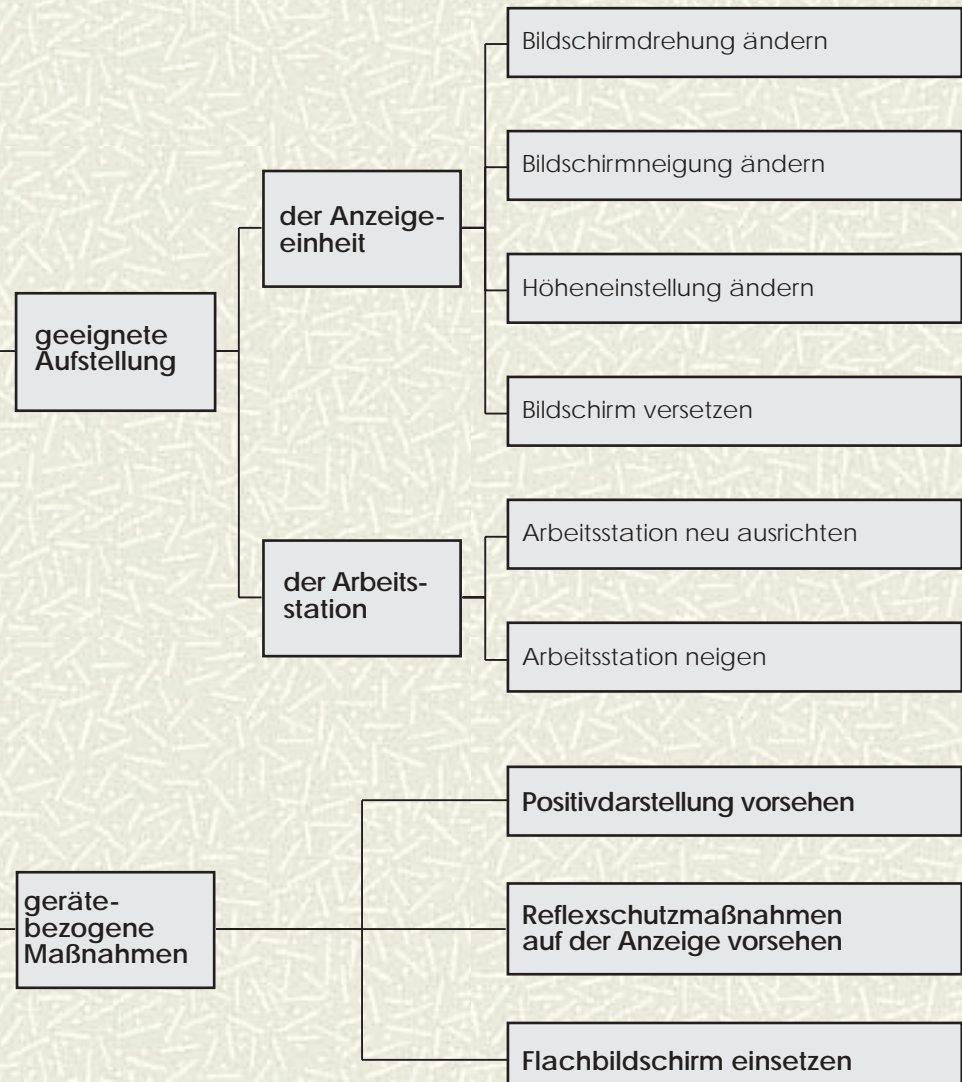 geeignete
Aufstellung
der Anzeige-
einheit
Bildschirmdrehung ändern
Bildschirmneigung ändern
Höheneinstellung ändern
Bildschirm versetzen
der Arbeits-
station
Arbeitsstation neu ausrichten
Arbeitsstation neigen
geräte-
bezogene
Maßnahmen
Positivdarstellung vorsehen
Reflexschutzmaßnahmen
auf der Anzeige vorsehen
Flachbildschirm einsetzen